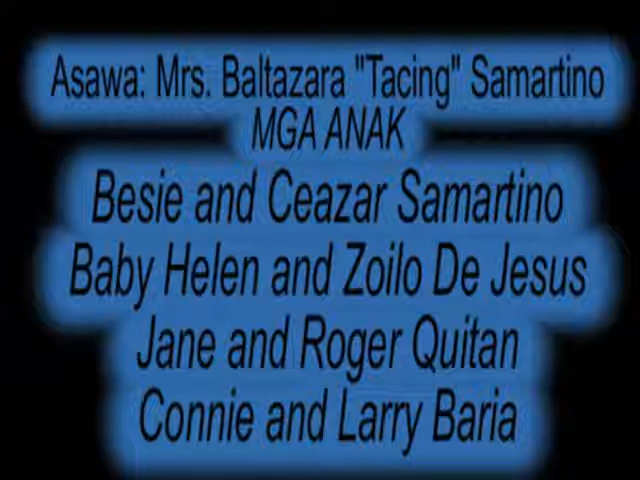 Asawa: Mrs. Baltazara "Tacing" Samartino
MGA ANAK
Besie and Ceazar Samartino
Baby Helen and Zoilo De Jesus
Jane and Roger Quitan
Connie and Larry Baria